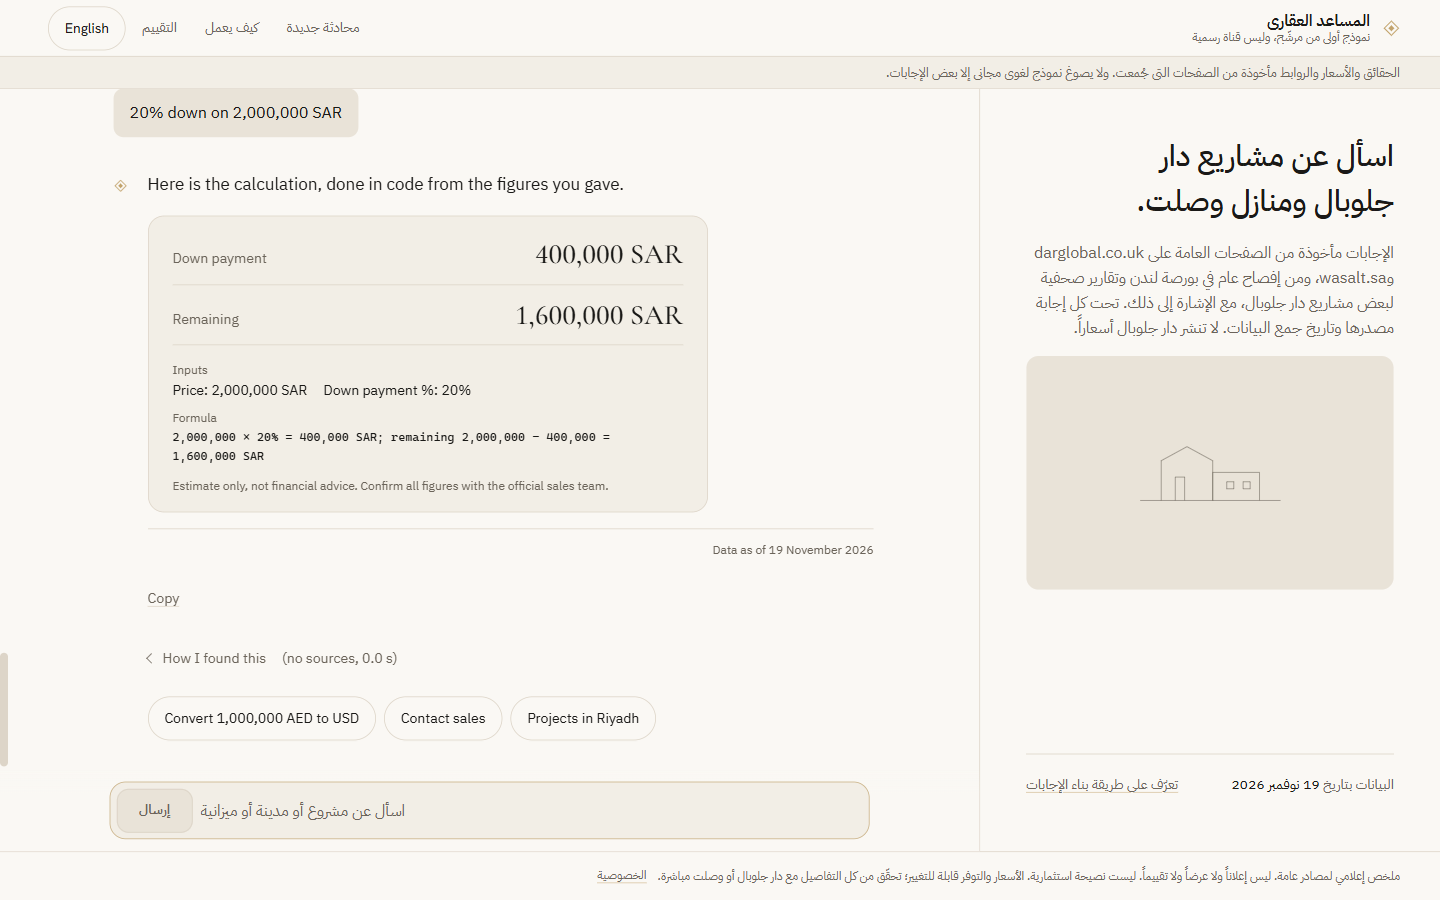 المساعد العقاري
نموذج أولي من مرشّح، وليس قناة رسمية
محادثة جديدة
كيف يعمل
التقييم
English
الحقائق والأسعار والروابط مأخوذة من الصفحات التي جُمعت. ولا يصوغ نموذج لغوي مجاني إلا بعض الإجابات.
اسأل عن مشاريع دار
جلوبال ومنازل وصلت.
الإجابات مأخوذة من الصفحات العامة على darglobal.co.uk
وwasalt.sa، ومن إفصاح عام في بورصة لندن وتقارير صحفية
لبعض مشاريع دار جلوبال، مع الإشارة إلى ذلك. تحت كل إجابة
مصدرها وتاريخ جمع البيانات. لا تنشر دار جلوبال أسعاراً.
البيانات بتاريخ 19 نوفمبر 2026
تعرّف على طريقة بناء الإجابات
20% down on 2,000,000 SAR
Here is the calculation, done in code from the figures you gave.
Down payment 400,000 SAR
Remaining 1,600,000 SAR
Inputs
Price: 2,000,000 SAR Down payment %: 20%
Formula
2,000,000 × 20% = 400,000 SAR; remaining 2,000,000 − 400,000 =
1,600,000 SAR
Estimate only, not financial advice. Confirm all figures with the official sales team.
Data as of 19 November 2026
Copy
How I found this (no sources, 0.0 s)
Convert 1,000,000 AED to USD
Contact sales
Projects in Riyadh
اسأل عن مشروع أو مدينة أو ميزانية
إرسال
ملخص إعلامي لمصادر عامة. ليس إعلاناً ولا عرضاً ولا تقييماً. ليست نصيحة استثمارية. الأسعار والتوفر قابلة للتغيير؛ تحقّق من كل التفاصيل مع دار جلوبال أو وصلت مباشرة.
الخصوصية